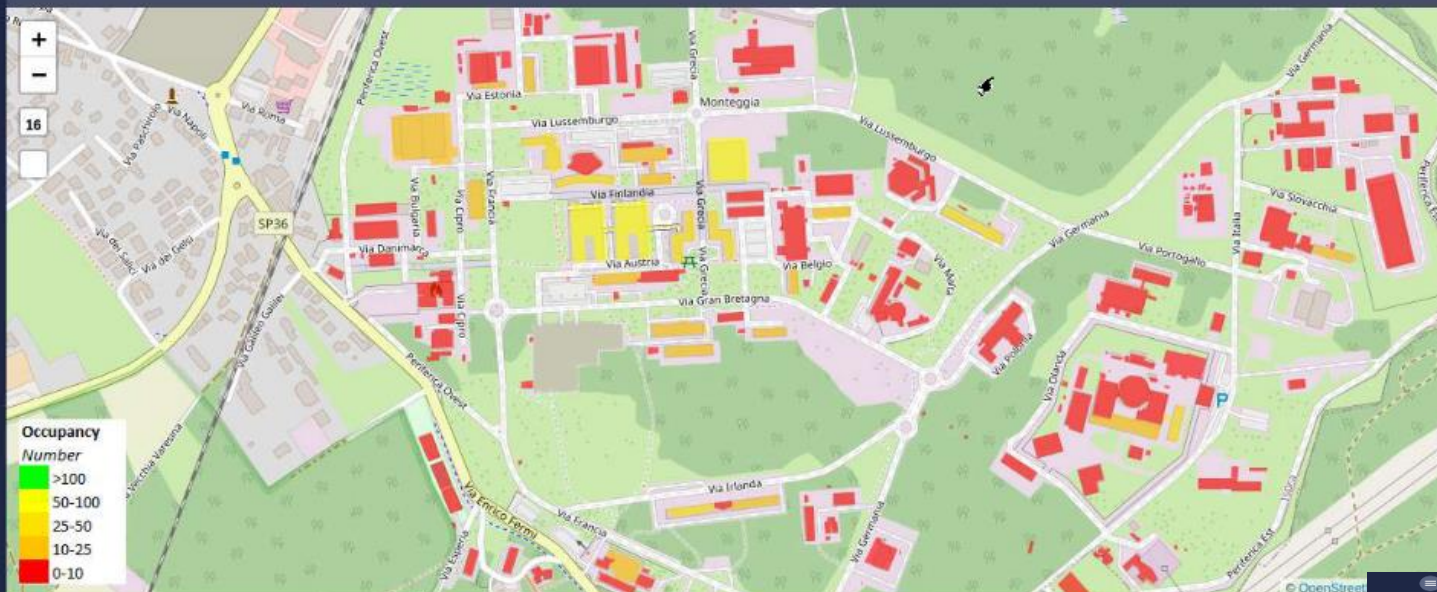 +
−
16
Via Napoli
Via Roma
Via Paschirolo
Via dei Salici
Via dei Gelsi
SP36
Via Galileo Galilei
Periferica Ovest
Via Estonia
Via Lussemburgo
Via Grecia
Monteggia
Via Lussemburgo
Via Germania
Via Bulgaria
Via Cipro
Via Francia
Via Finlandia
Via Grecia
Via Danimarca
Via Austria
Via Grecia
Via Belgio
Via Malta
Via Gran Bretagna
Via Cipro
Via Germania
Via Portogallo
Via Italia
Via Slovacchia
Via Polonia
Via Olanda
P
Periferica Ovest
Via Irlanda
Via Francia
Via Enrico Fermi
Via Esperia
Via Germania
Periferica Est
Vecchia Varesina
Occupancy
Number
>100
50-100
25-50
10-25
0-10
© OpenStreet